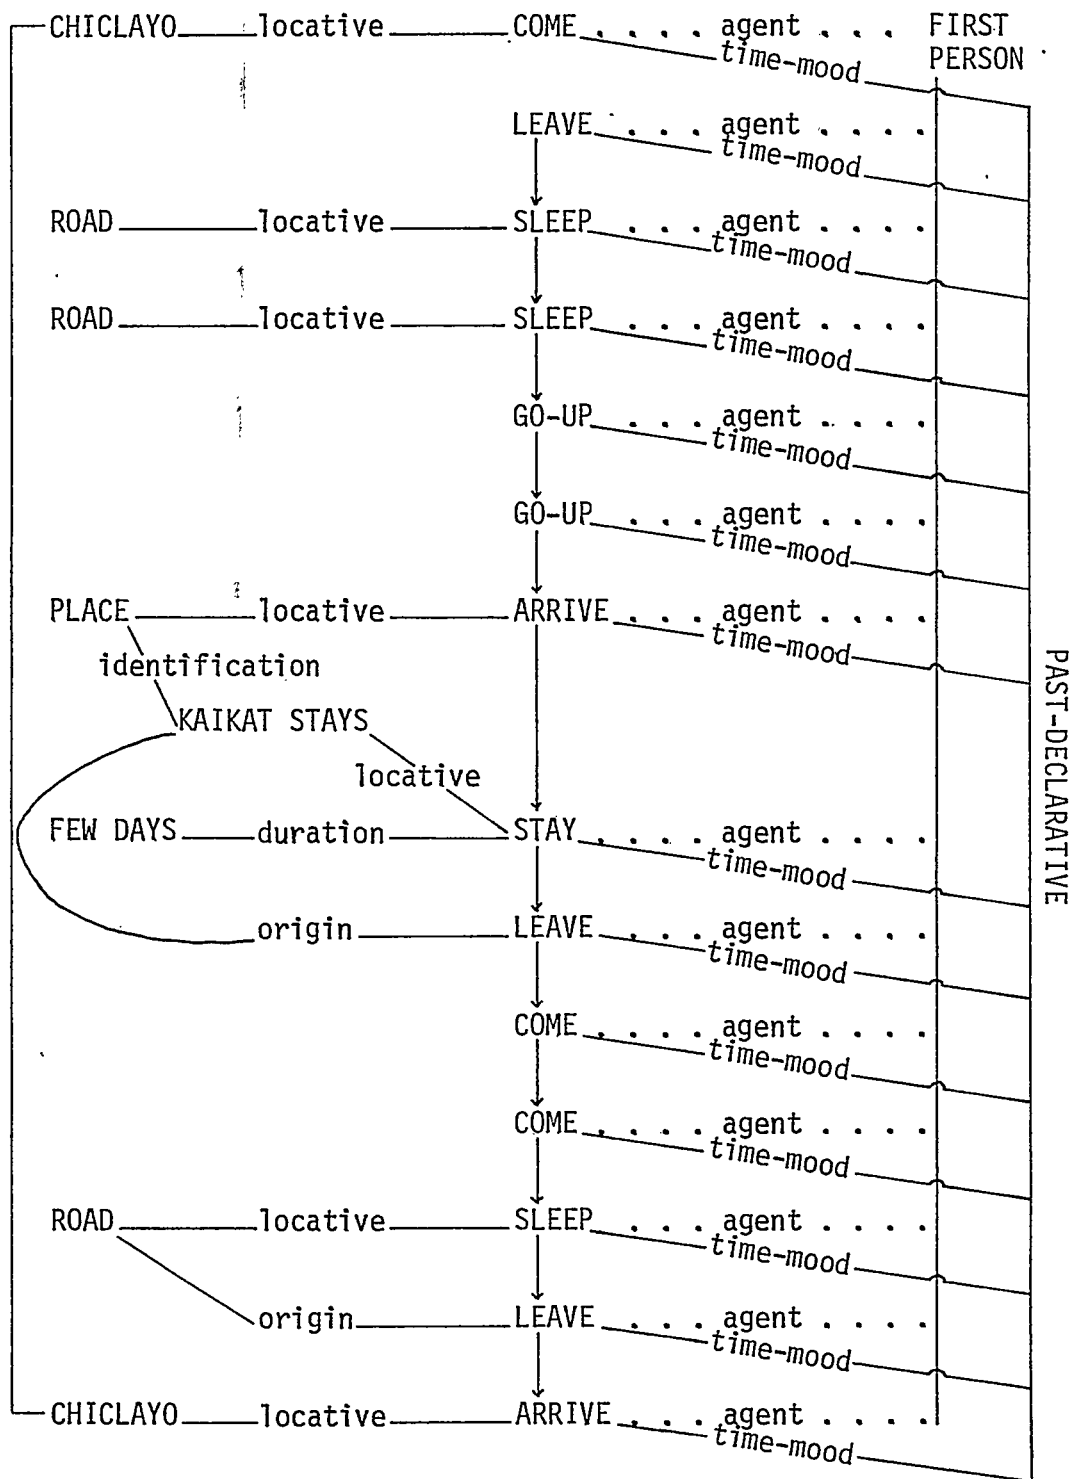 CHICLAYO locative COME . . . . agent . . . . FIRST
time-mood PERSON
LEAVE . . . . agent . . . .
time-mood
ROAD locative SLEEP . . . . agent . . . .
time-mood
ROAD locative SLEEP . . . . agent . . . .
time-mood
GO-UP . . . . agent . . . .
time-mood
GO-UP . . . . agent . . . .
time-mood
PLACE locative ARRIVE . . . agent . . . .
time-mood
identification
KAIKAT STAYS
locative
FEW DAYS duration STAY . . . . agent . . . .
time-mood
origin LEAVE . . . . agent . . . .
time-mood
COME . . . . agent . . . .
time-mood
COME . . . . agent . . . .
time-mood
ROAD locative SLEEP . . . . agent . . . .
time-mood
origin LEAVE . . . . agent . . . .
time-mood
CHICLAYO locative ARRIVE . . . agent . . . .
time-mood
PAST-DECLARATIVE